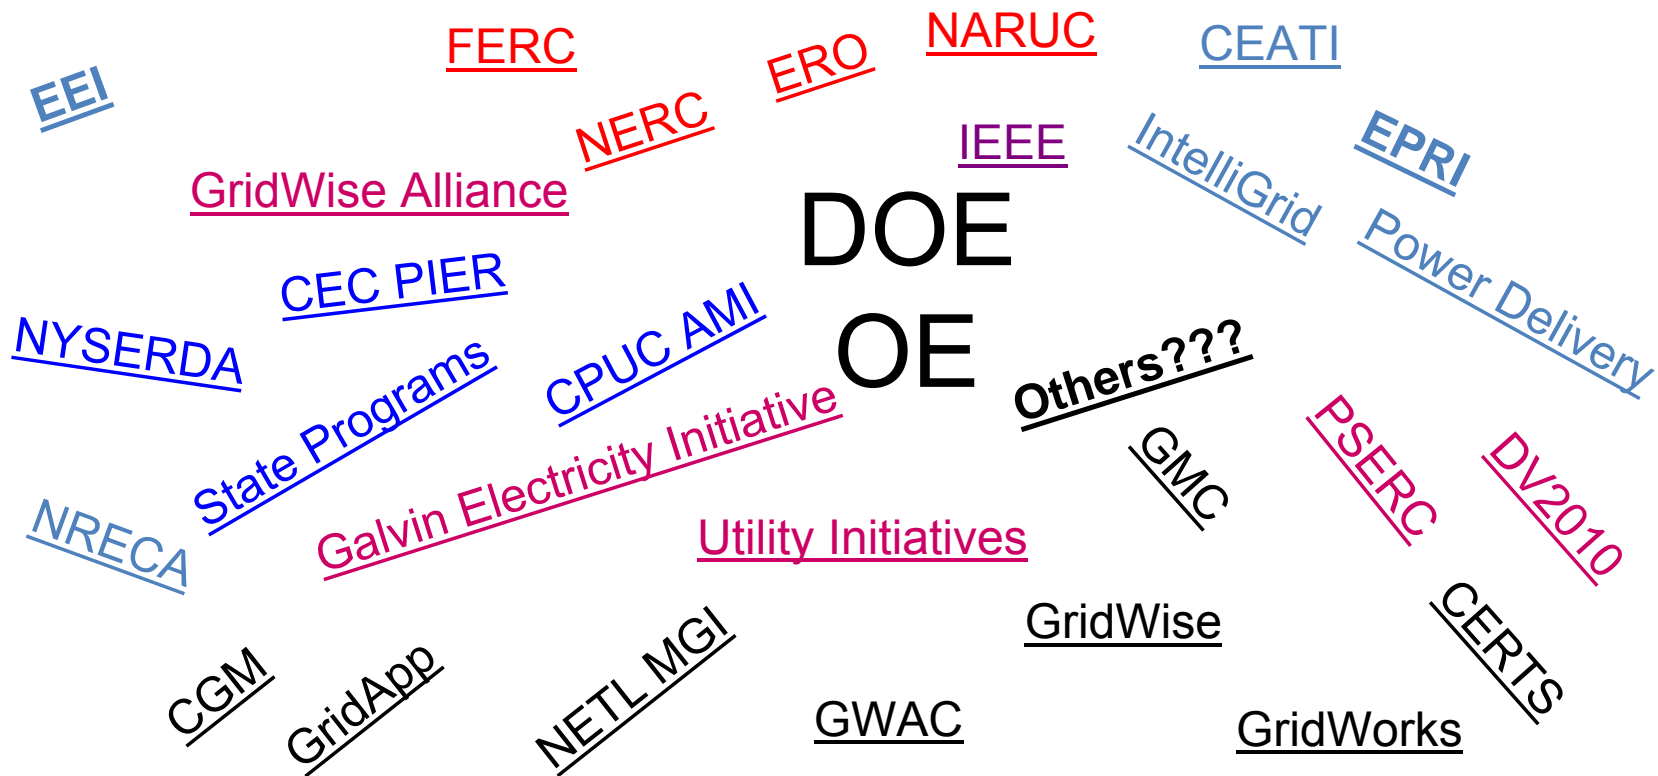 FERC
NARUC
CEATI
ERO
EEI
NERC
IEEE
EPRI
IntelliGrid
GridWise Alliance
DOE
OE
Power Delivery
CEC PIER
NYSERDA
CPUC AMI
State Programs
Others???
Galvin Electricity Initiative
GMC
PSERC
DV2010
NRECA
Utility Initiatives
GridWise
CERTS
CGM
GridApp
NETL MGI
GWAC
GridWorks